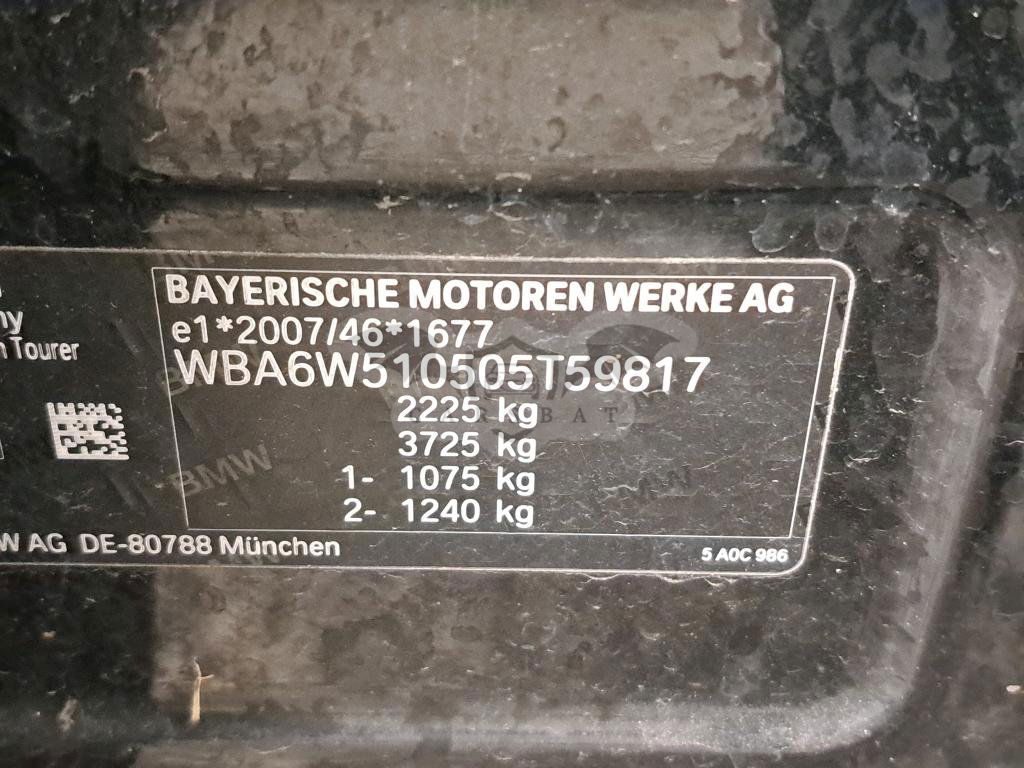 BAYERISCHE MOTOREN WERKE AG
e1*2007/46*1677
WBA6W510505T59817
2225 kg
3725 kg
1- 1075 kg
2- 1240 kg
ny
n Tourer
BMW
BMW
W AG DE-80788 München
5 A0C 986